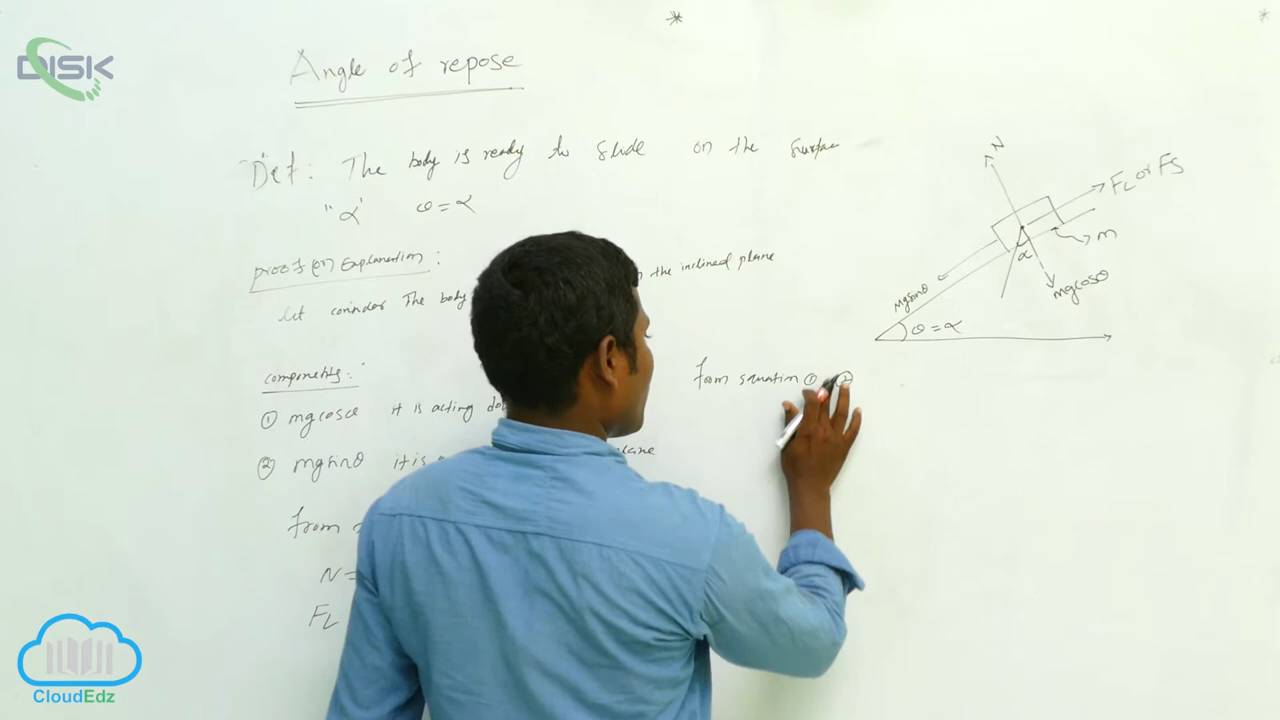 DISK
Angle of repose
Def: The body is ready to slide on the surface
"α" θ = α
proof (or) Explanation:
let consider The body the inclined plane
components:
① mgcosθ it is acting
② mgsinθ it is plane
from
N =
FL
from equation ① ②
N
FL or FS
m
α
mgcosθ
mgsinθ
θ = α
CloudEdz